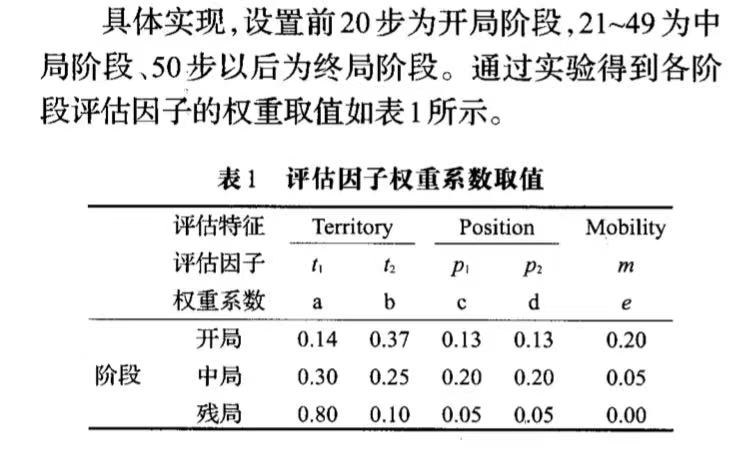 具体实现,设置前20步为开局阶段,21~49为中
局阶段、50步以后为终局阶段。通过实验得到各阶
段评估因子的权重取值如表1所示。
表1 评估因子权重系数取值
评估特征 Territory Position Mobility
评估因子 t₁ t₂ p₁ p₂ m
权重系数 a b c d e
开局 0.14 0.37 0.13 0.13 0.20
阶段 中局 0.30 0.25 0.20 0.20 0.05
残局 0.80 0.10 0.05 0.05 0.00